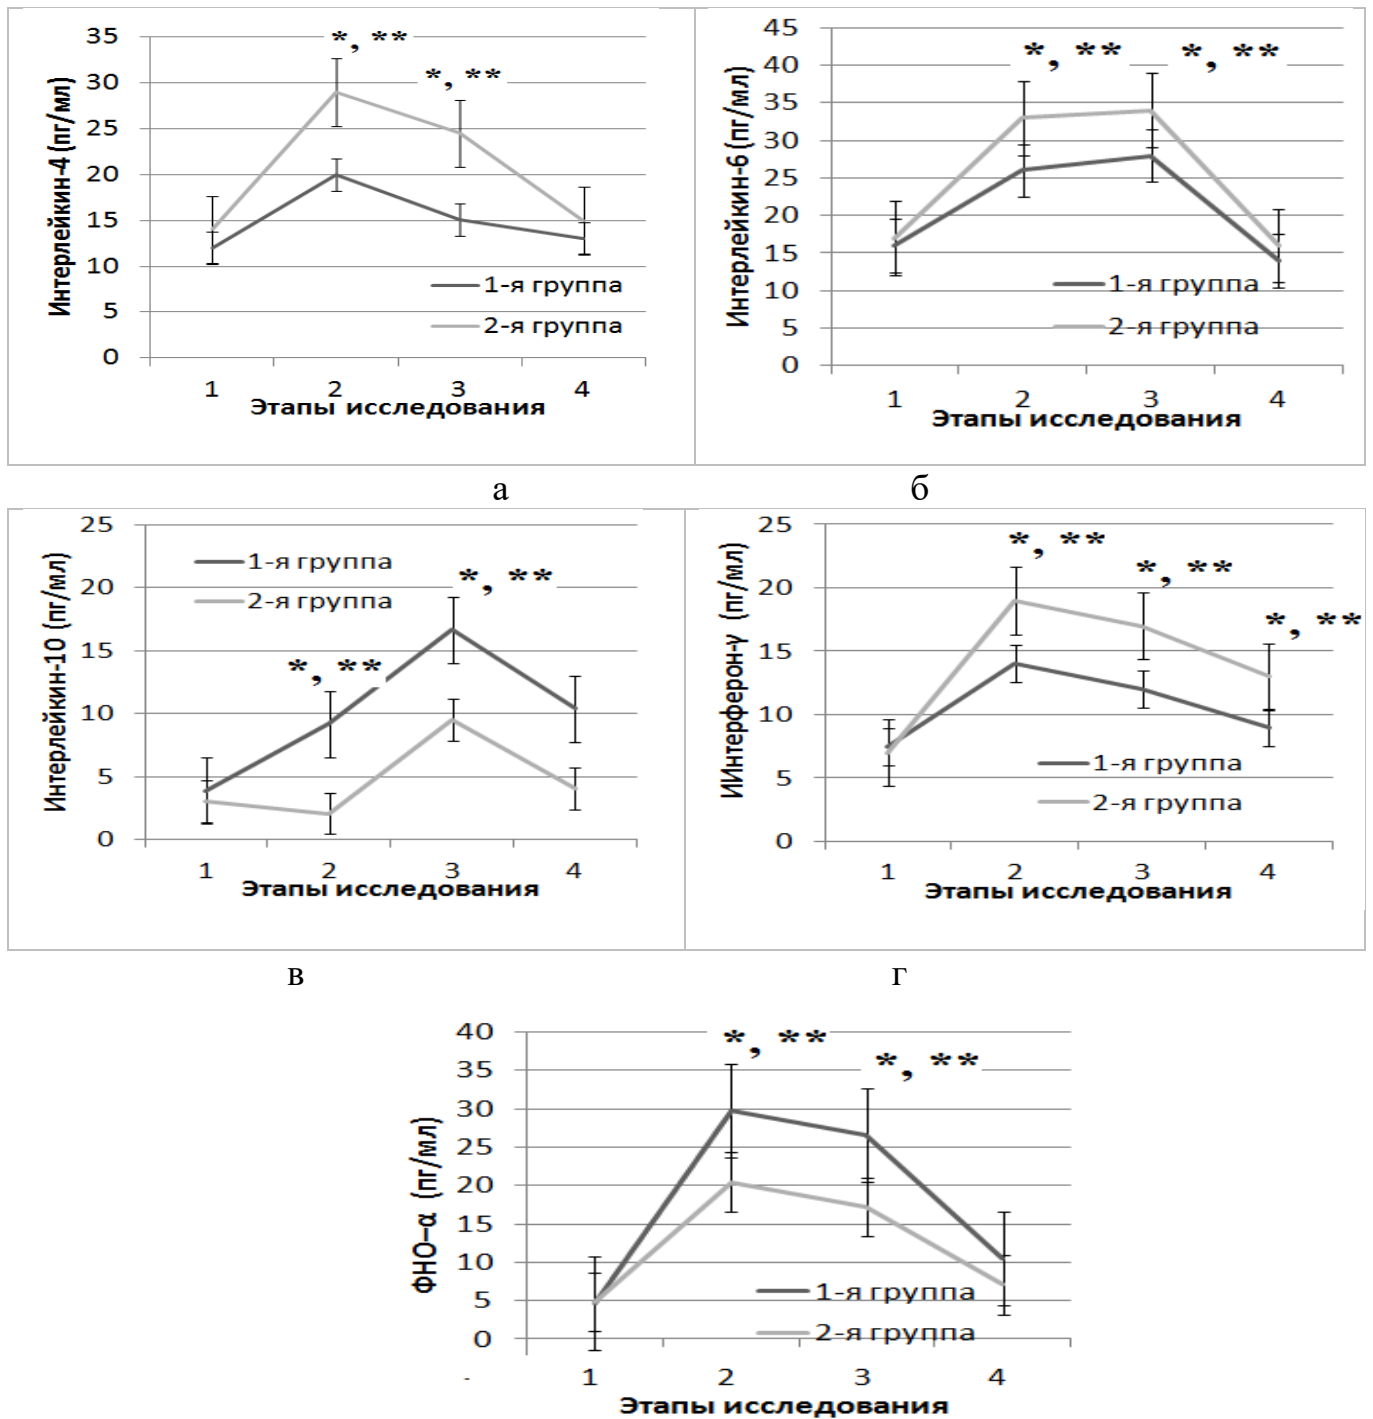 35
30
25
20
15
10
5
0
Интерлейкин-4 (пг/мл)
*, **
*, **
1-я группа
2-я группа
1 2 3 4
Этапы исследования
45
40
35
30
25
20
15
10
5
0
Интерлейкин-6 (пг/мл)
*, ** *, **
1-я группа
2-я группа
1 2 3 4
Этапы исследования
а б
25
20
15
10
5
0
Интерлейкин-10 (пг/мл)
1-я группа
2-я группа
*, **
*, **
1 2 3 4
Этапы исследования
25
20
15
10
5
0
ИИнтерферон-γ (пг/мл)
*, **
*, **
*, **
1-я группа
2-я группа
1 2 3 4
Этапы исследования
в г
40
35
30
25
20
15
10
5
0
-
ФНО–α (пг/мл)
*, **
*, **
1-я группа
2-я группа
1 2 3 4
Этапы исследования